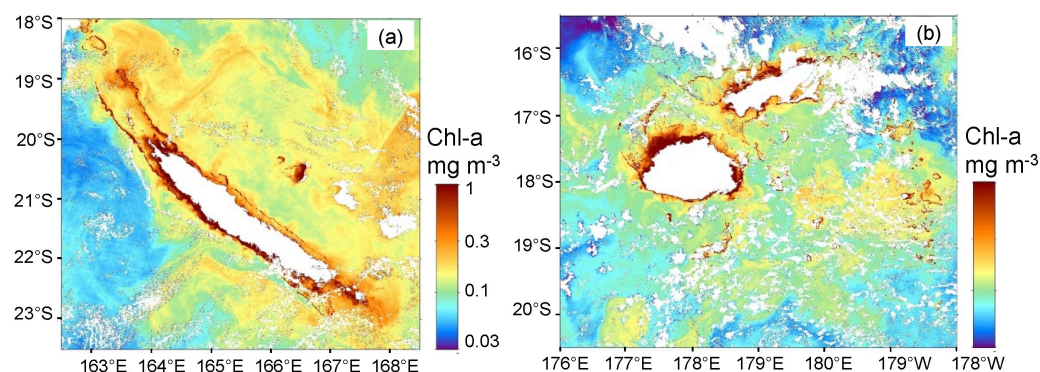 (a)
18°S
19°S
20°S
21°S
22°S
23°S
163°E 164°E 165°E 166°E 167°E 168°E
Chl-a
mg m-3
1
0.3
0.1
0.03
(b)
16°S
17°S
18°S
19°S
20°S
176°E 177°E 178°E 179°E 180°E 179°W 178°W
Chl-a
mg m-3